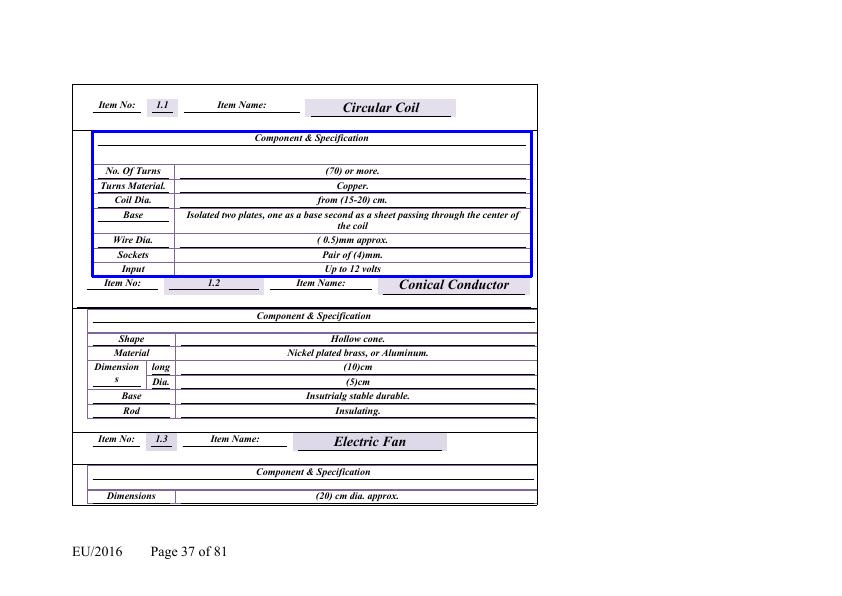 Item No: 1.1 Item Name: Circular Coil
Component & Specification
No. Of Turns (70) or more.
Turns Material. Copper.
Coil Dia. from (15-20) cm.
Base Isolated two plates, one as a base second as a sheet passing through the center of
the coil
Wire Dia. ( 0.5)mm approx.
Sockets Pair of (4)mm.
Input Up to 12 volts
Item No: 1.2 Item Name: Conical Conductor
Component & Specification
Shape Hollow cone.
Material Nickel plated brass, or Aluminum.
Dimension long (10)cm
s Dia. (5)cm
Base Insutrialg stable durable.
Rod Insulating.
Item No: 1.3 Item Name: Electric Fan
Component & Specification
Dimensions (20) cm dia. approx.
EU/2016 Page 37 of 81